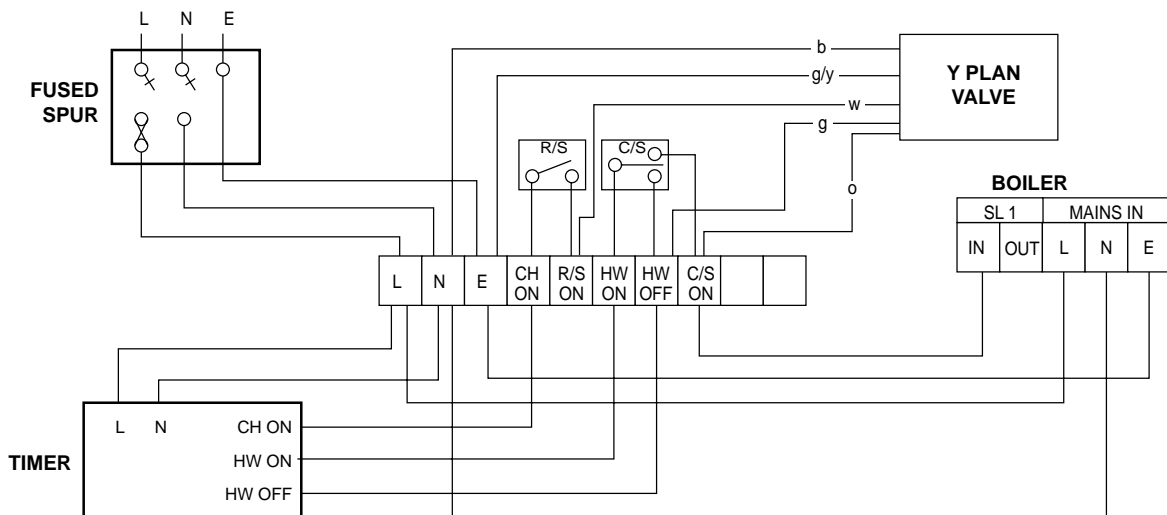 L N E
FUSED
SPUR
b
g/y
w
g
o
Y PLAN
VALVE
R/S
C/S
BOILER
SL 1 MAINS IN
IN OUT L N E
L N E CH ON R/S ON HW ON HW OFF C/S ON
TIMER
L N CH ON
HW ON
HW OFF